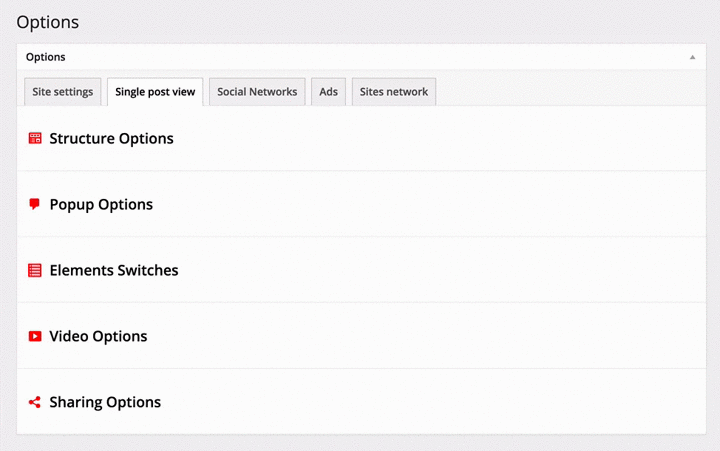 Options
Options
Site settings Single post view Social Networks Ads Sites network
Structure Options
Popup Options
Elements Switches
Video Options
Sharing Options